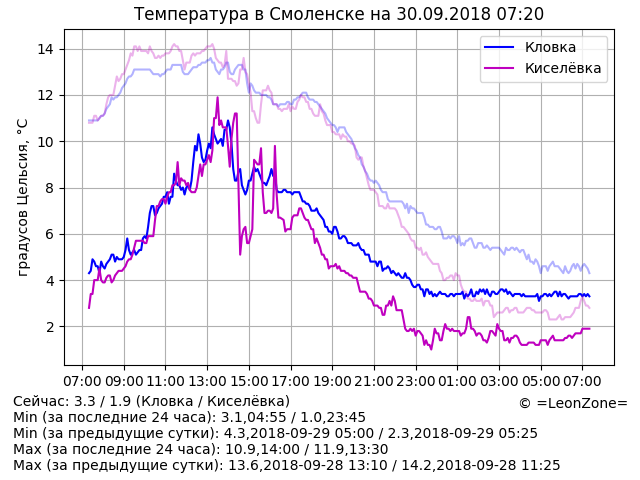 Температура в Смоленске на 30.09.2018 07:20
Кловка
Киселёвка
градусов Цельсия, °C
14
12
10
8
6
4
2
07:00 09:00 11:00 13:00 15:00 17:00 19:00 21:00 23:00 01:00 03:00 05:00 07:00
Сейчас: 3.3 / 1.9 (Кловка / Киселёвка)
© =LeonZone=
Min (за последние 24 часа): 3.1,04:55 / 1.0,23:45
Min (за предыдущие сутки): 4.3,2018-09-29 05:00 / 2.3,2018-09-29 05:25
Max (за последние 24 часа): 10.9,14:00 / 11.9,13:30
Max (за предыдущие сутки): 13.6,2018-09-28 13:10 / 14.2,2018-09-28 11:25